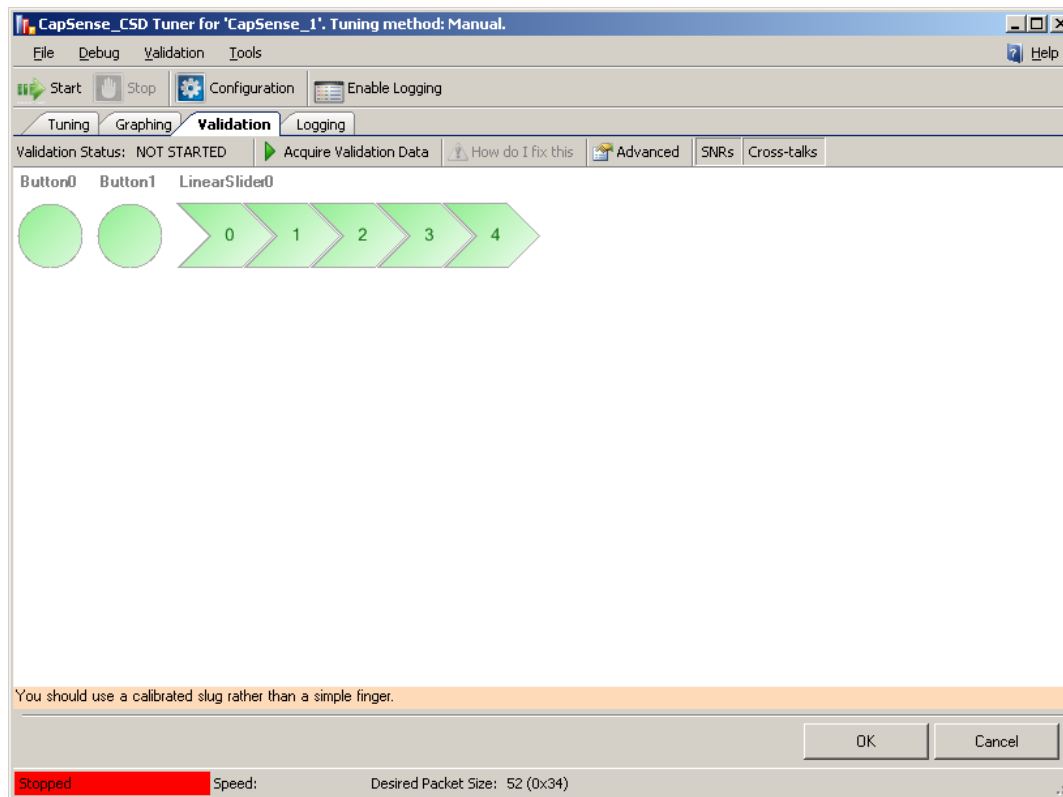 CapSense_CSD Tuner for 'CapSense_1'. Tuning method: Manual.
File Debug Validation Tools Help
Start Stop Configuration Enable Logging
Tuning Graphing Validation Logging
Validation Status: NOT STARTED Acquire Validation Data How do I fix this Advanced SNRs Cross-talks
Button0 Button1 LinearSlider0
0 1 2 3 4
You should use a calibrated slug rather than a simple finger.
OK Cancel
Stopped Speed: Desired Packet Size: 52 (0x34)